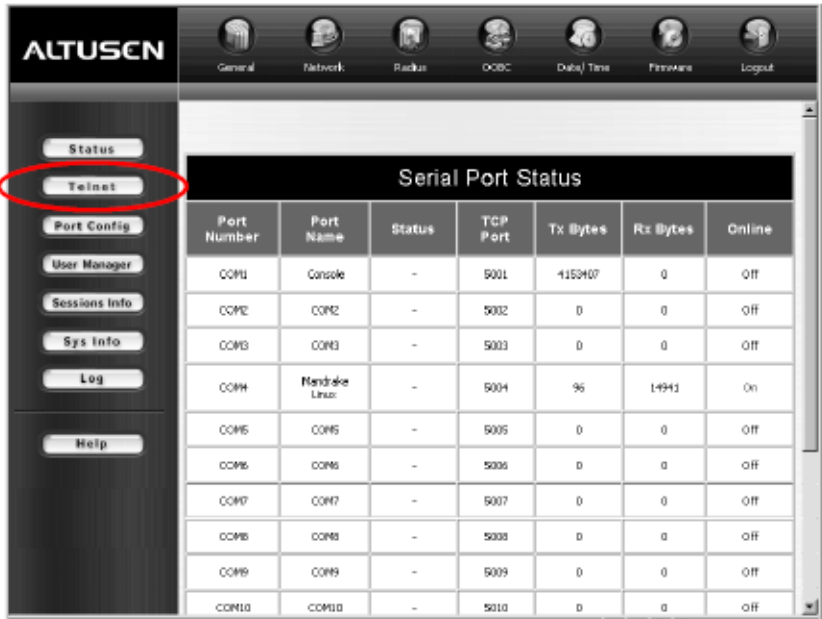 ALTUSEN
General Network Radius OOBC Date/ Time Firmware Logout
Status
Telnet
Port Config
User Manager
Sessions Info
Sys Info
Log
Help
Serial Port Status
Port Number Port Name Status TCP Port Tx Bytes Rx Bytes Online
COM1 Console - 5001 4153407 0 Off
COM2 COM2 - 5002 0 0 Off
COM3 COM3 - 5003 0 0 Off
COM4 Mandrake Linux - 5004 96 14941 On
COM5 COM5 - 5005 0 0 Off
COM6 COM6 - 5006 0 0 Off
COM7 COM7 - 5007 0 0 Off
COM8 COM8 - 5008 0 0 Off
COM9 COM9 - 5009 0 0 Off
COM10 COM10 - 5010 0 0 Off